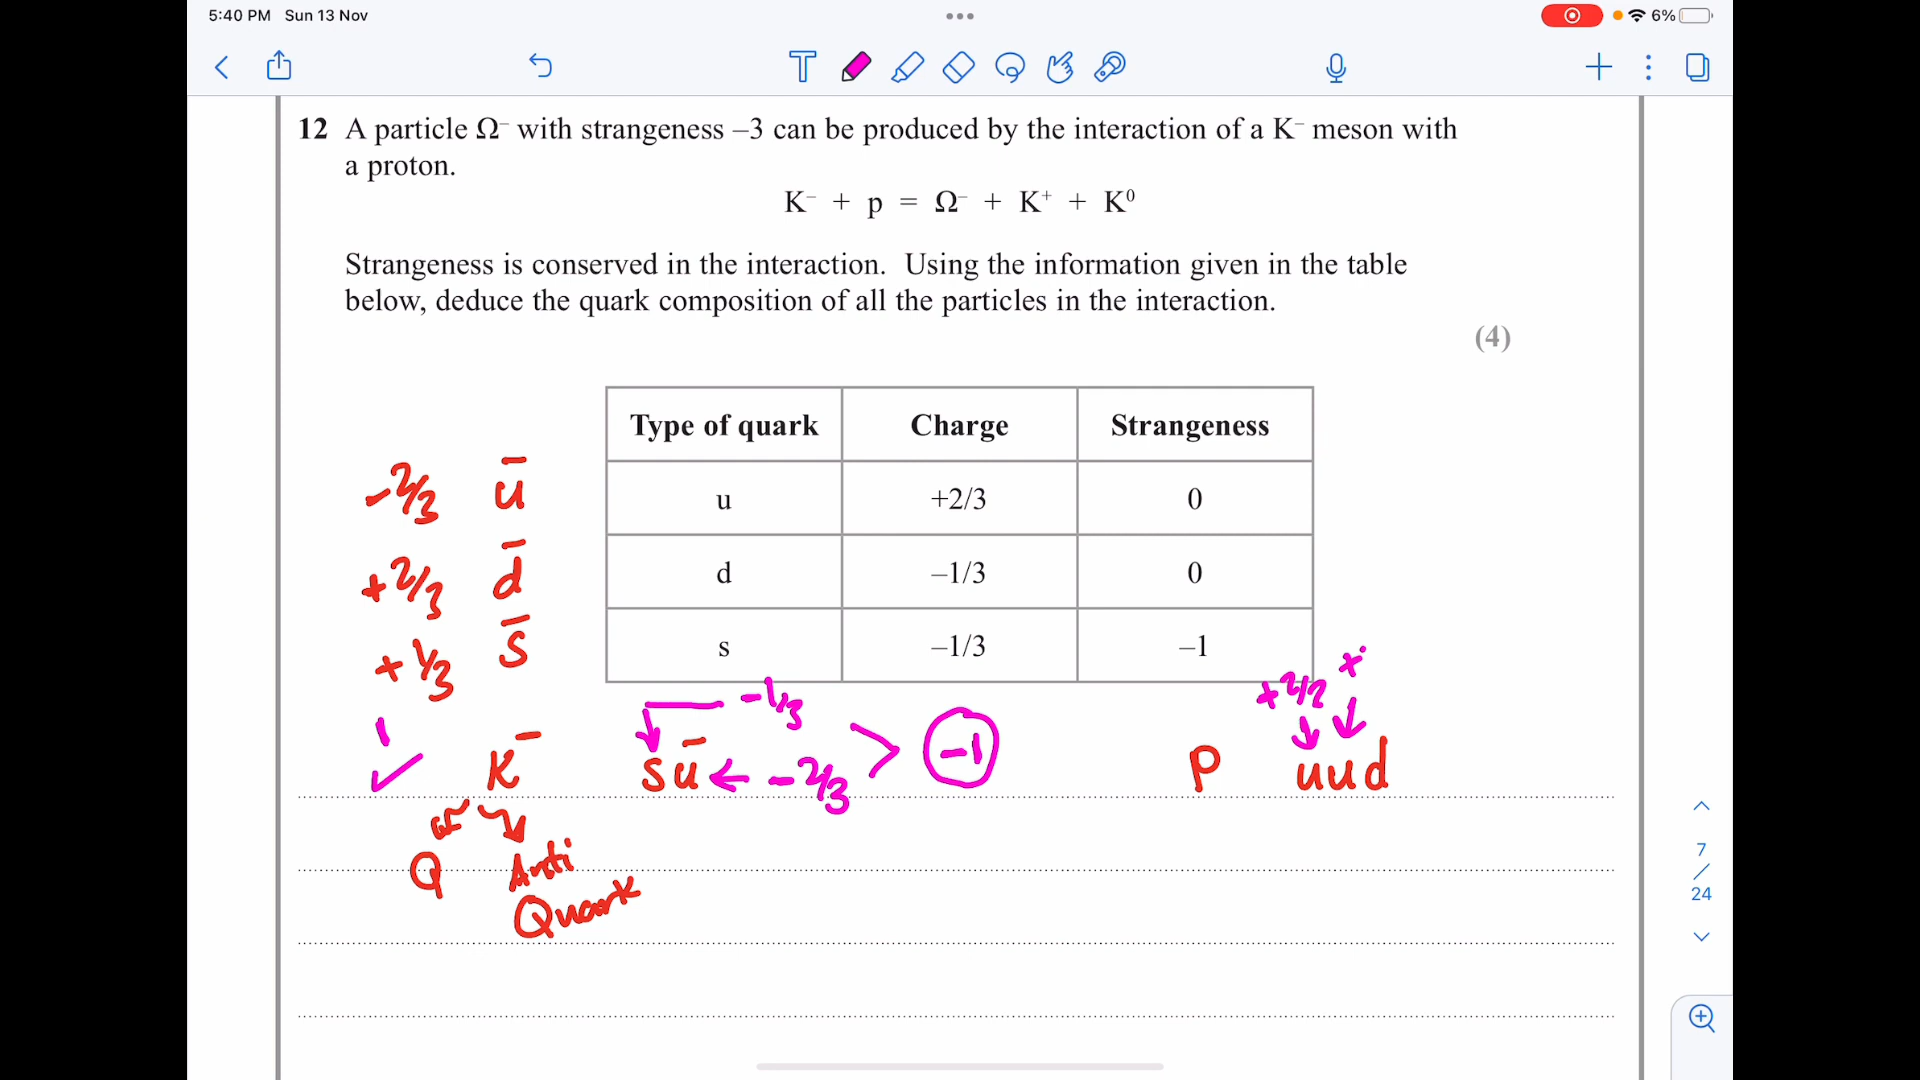 5:40 PM Sun 13 Nov
6%
T
12 A particle Ω⁻ with strangeness –3 can be produced by the interaction of a K⁻ meson with
a proton.
K⁻ + p = Ω⁻ + K⁺ + K⁰
Strangeness is conserved in the interaction. Using the information given in the table
below, deduce the quark composition of all the particles in the interaction.
(4)
Type of quark Charge Strangeness
-2/3 ū u +2/3 0
+2/3 d̄ d –1/3 0
+1/3 s̄ s –1/3 –1
-1/3
K⁻ sū ← -2/3 > -1 p uud
Q Anti
Quark
7
/
24